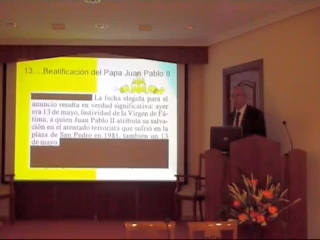 13....Beatificación del Papa Juan Pablo II
La fecha elegida para el
anuncio resulta en verdad significativa: ayer
era 13 de mayo, festividad de la Virgen de Fá-
tima, a quien Juan Pablo II atribuía su salva-
ción en el atentado terrorista que sufrió en la
plaza de San Pedro en 1981, también un 13
de mayo.